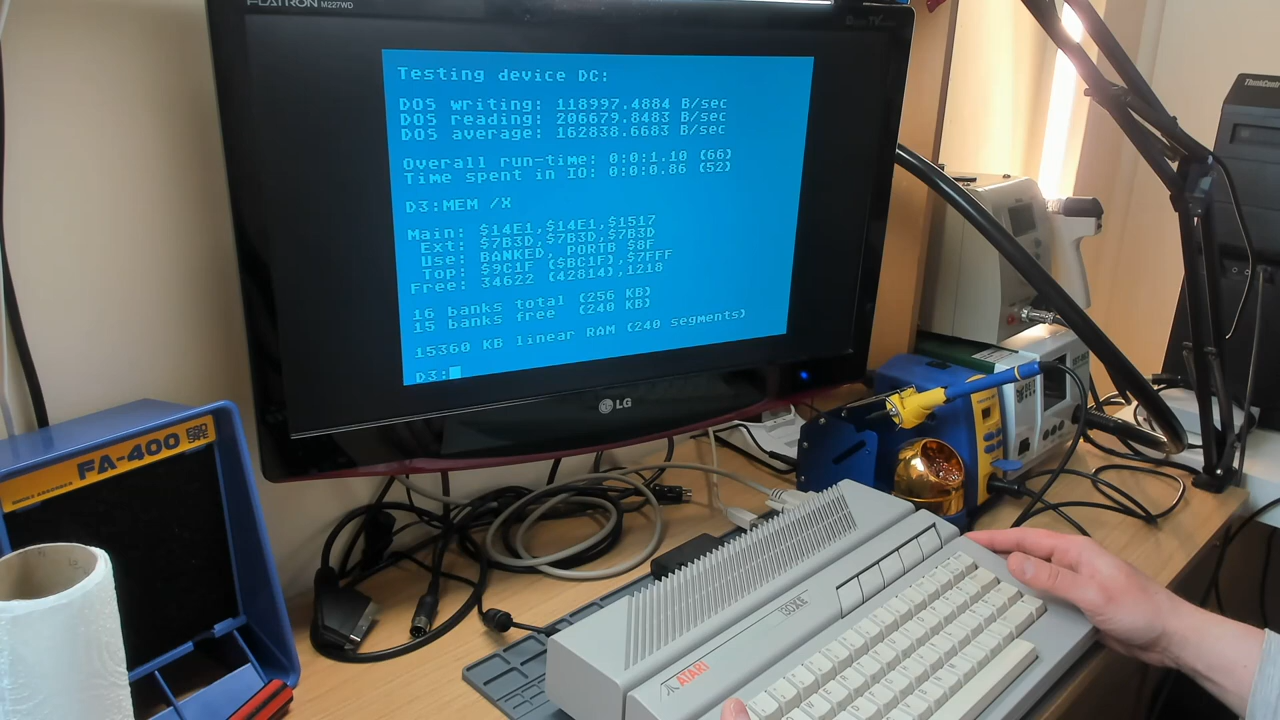 FLATRON M227WD
Testing device DC:
DOS writing: 118997.4884 B/sec
DOS reading: 206679.8483 B/sec
DOS average: 162838.6683 B/sec
Overall run-time: 0:0:1.10 (66)
Time spent in IO: 0:0:0.86 (52)
D3:MEM /X
Main: $14E1,$14E1,$1517
Ext: $7B3D,$7B3D,$7B3D
Use: BANKED, PORTB $8F
Top: $9C1F ($BC1F),$7FFF
Free: 34622 (42814),1218
16 banks total (256 KB)
15 banks free (240 KB)
15360 KB linear RAM (240 segments)
D3:
LG
ThinkCentr
FA-400
SMOKE ABSORBER
ESD
SAFE
130XE
ATARI